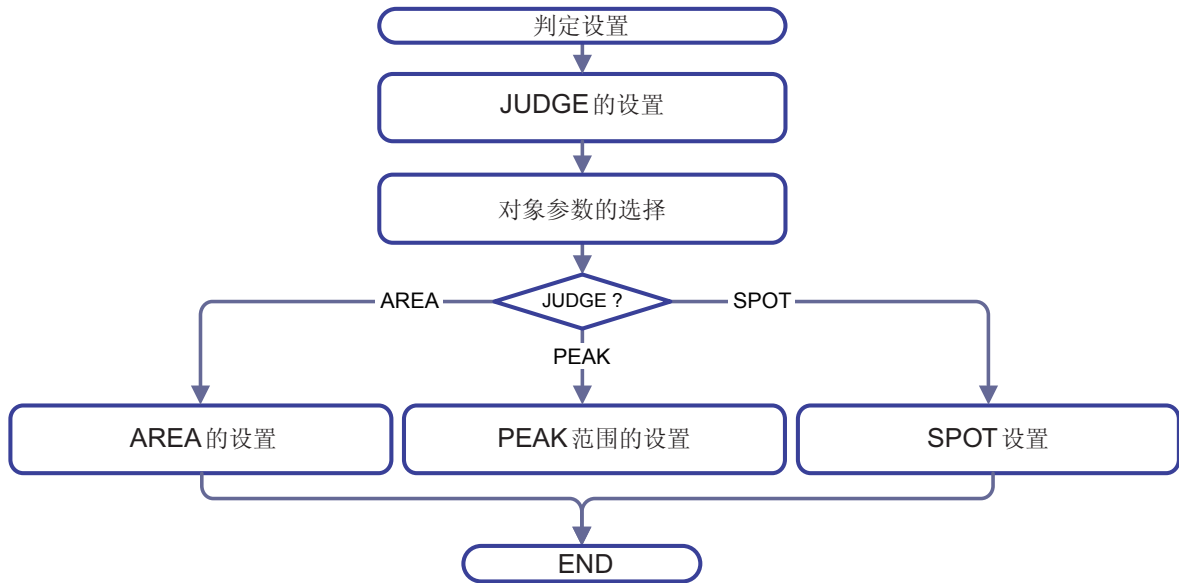 判定设置
JUDGE的设置
对象参数的选择
AREA
JUDGE ?
SPOT
PEAK
AREA的设置
PEAK范围的设置
SPOT设置
END